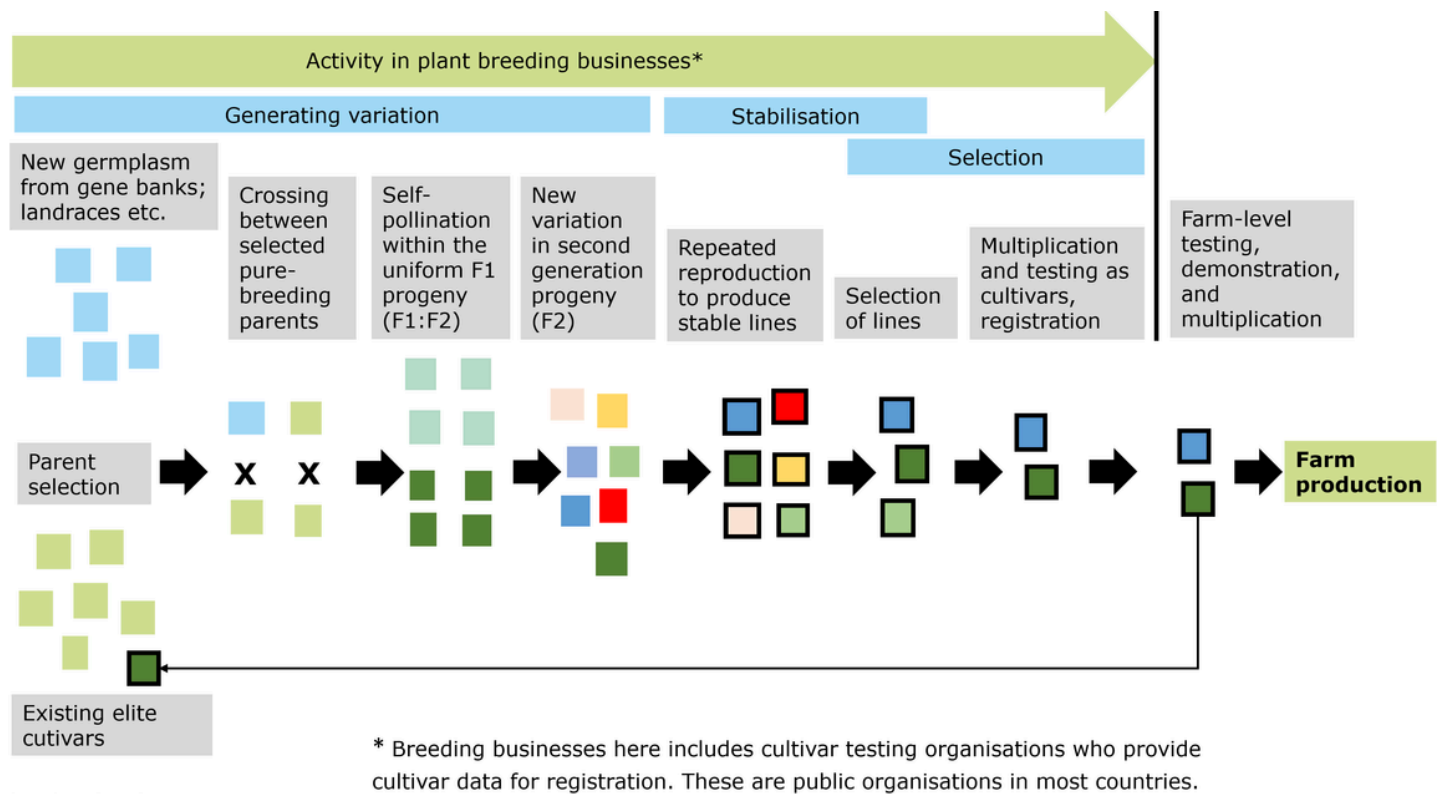 Activity in plant breeding businesses*
Generating variation
Stabilisation
Selection
New germplasm
from gene banks;
landraces etc.
Crossing
between
selected
pure-
breeding
parents
Self-
pollination
within the
uniform F1
progeny
(F1:F2)
New
variation
in second
generation
progeny
(F2)
Repeated
reproduction
to produce
stable lines
Selection
of lines
Multiplication
and testing as
cultivars,
registration
Farm-level
testing,
demonstration,
and
multiplication
Parent
selection
X X
Farm
production
Existing elite
cutivars
* Breeding businesses here includes cultivar testing organisations who provide
cultivar data for registration. These are public organisations in most countries.